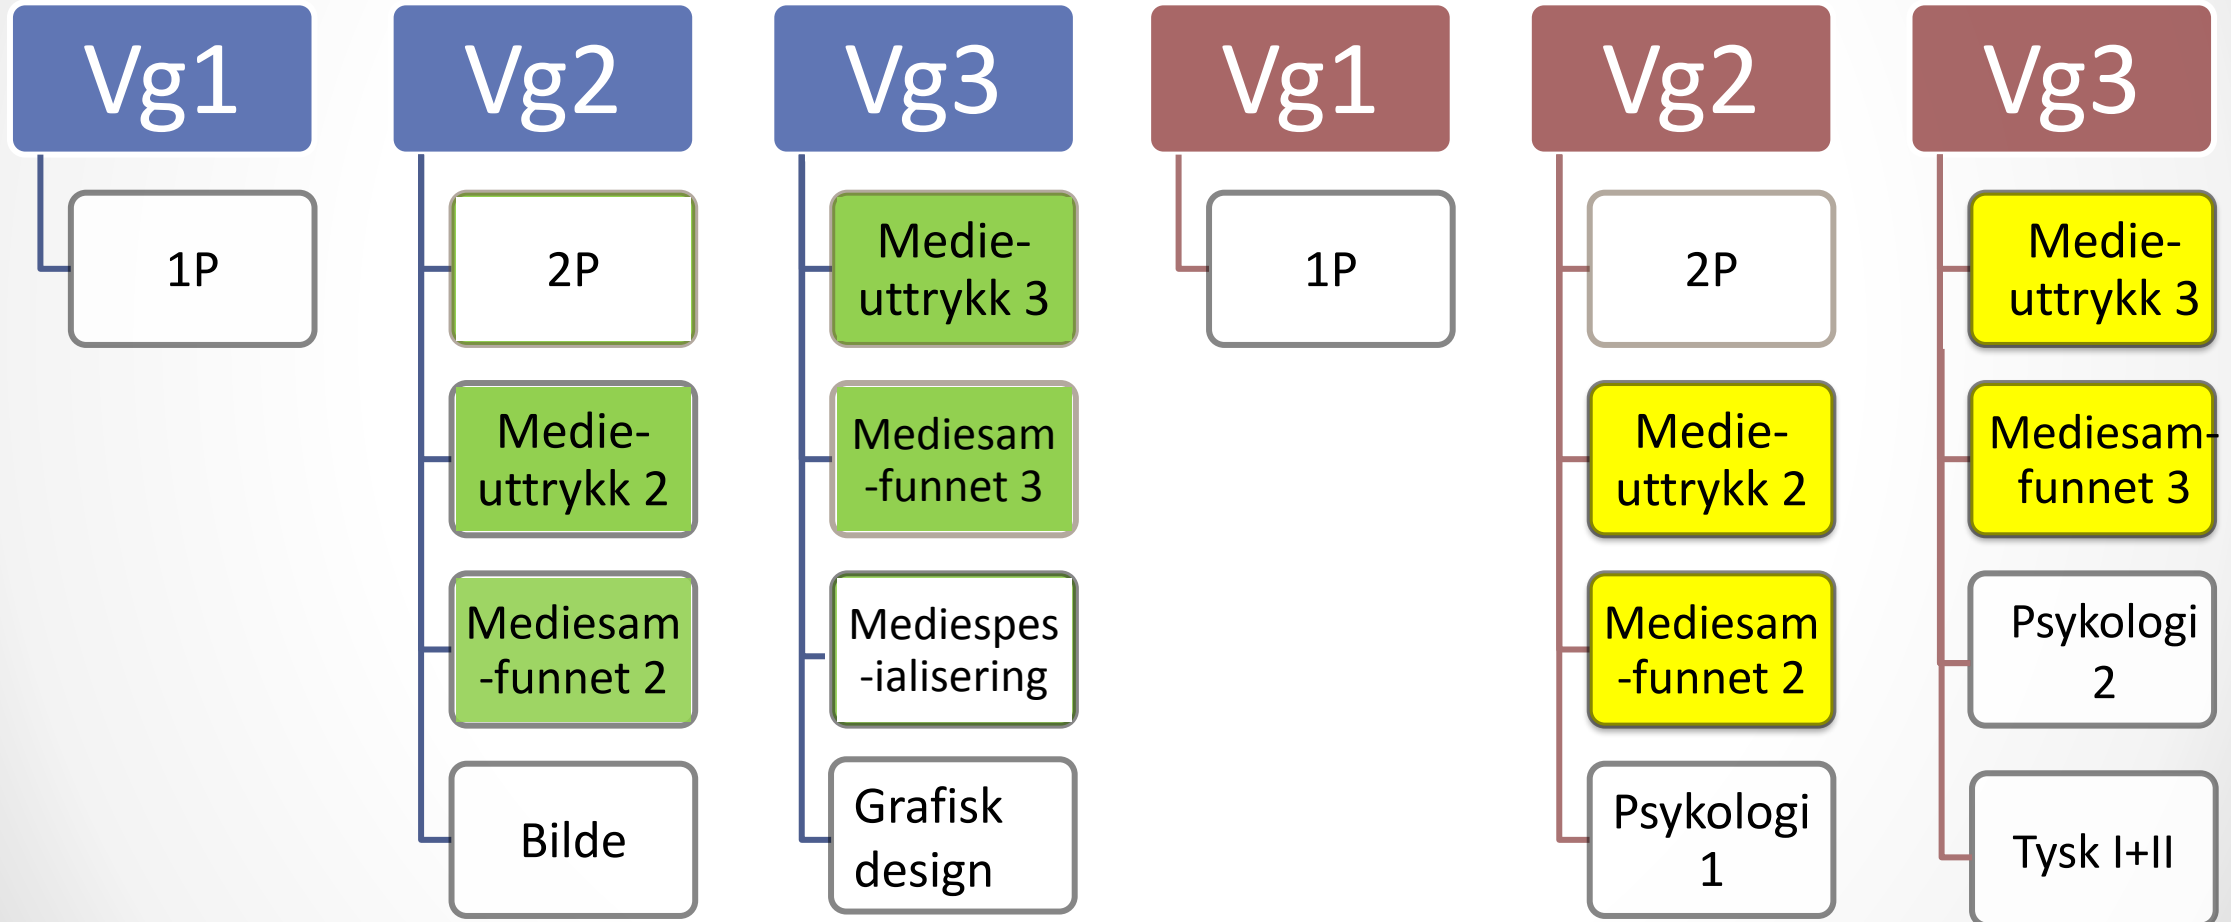 Vg1
1P
Vg2
2P
Medie-
uttrykk 2
Mediesam
-funnet 2
Bilde
Vg3
Medie-
uttrykk 3
Mediesam
-funnet 3
Mediespes
-ialisering
Grafisk
design
Vg1
1P
Vg2
2P
Medie-
uttrykk 2
Mediesam
-funnet 2
Psykologi
1
Vg3
Medie-
uttrykk 3
Mediesam-
funnet 3
Psykologi
2
Tysk I+II